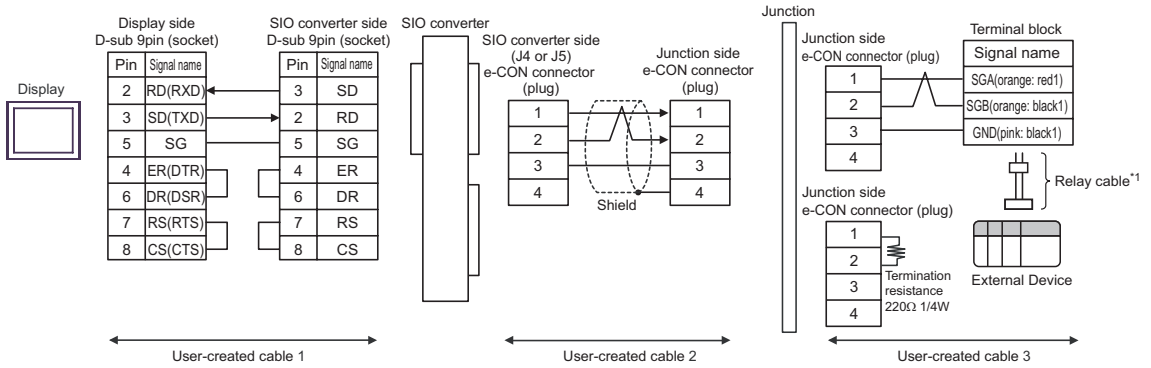 Display
Display side
D-sub 9pin (socket)
Pin Signal name
2 RD(RXD)
3 SD(TXD)
5 SG
4 ER(DTR)
6 DR(DSR)
7 RS(RTS)
8 CS(CTS)
SIO converter side
D-sub 9pin (socket)
Pin Signal name
3 SD
2 RD
5 SG
4 ER
6 DR
7 RS
8 CS
User-created cable 1
SIO converter
SIO converter side
(J4 or J5)
e-CON connector
(plug)
1
2
3
4
Shield
Junction side
e-CON connector
(plug)
1
2
3
4
User-created cable 2
Junction
Junction side
e-CON connector (plug)
1
2
3
4
Terminal block
Signal name
SGA(orange: red1)
SGB(orange: black1)
GND(pink: black1)
Relay cable*1
Junction side
e-CON connector (plug)
1
2
3
4
Termination
resistance
220Ω 1/4W
External Device
User-created cable 3